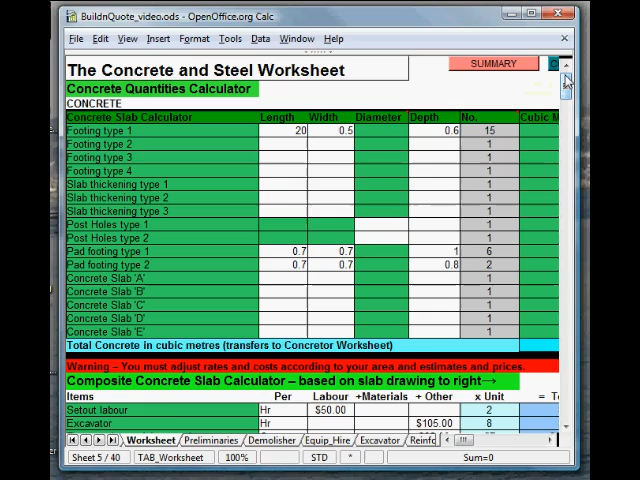 BuildnQuote_video.ods - OpenOffice.org Calc
File Edit View Insert Format Tools Data Window Help
The Concrete and Steel Worksheet SUMMARY
Concrete Quantities Calculator
CONCRETE
Concrete Slab Calculator Length Width Diameter Depth No. Cubic M
Footing type 1 20 0.5 0.6 15
Footing type 2 1
Footing type 3 1
Footing type 4 1
Slab thickening type 1 1
Slab thickening type 2 1
Slab thickening type 3 1
Post Holes type 1 1
Post Holes type 2 1
Pad footing type 1 0.7 0.7 1 6
Pad footing type 2 0.7 0.7 0.8 2
Concrete Slab 'A' 1
Concrete Slab 'B' 1
Concrete Slab 'C' 1
Concrete Slab 'D' 1
Concrete Slab 'E' 1
Total Concrete in cubic metres (transfers to Concretor Worksheet)
Warning – You must adjust rates and costs according to your area and estimates and prices.
Composite Concrete Slab Calculator – based on slab drawing to right→
Items Per Labour +Materials + Other x Unit = To
Setout labour Hr $50.00 2
Excavator Hr $105.00 8
Worksheet Preliminaries Demolisher Equip_Hire Excavator Reinfo
Sheet 5 / 40 TAB_Worksheet 100% STD * Sum=0